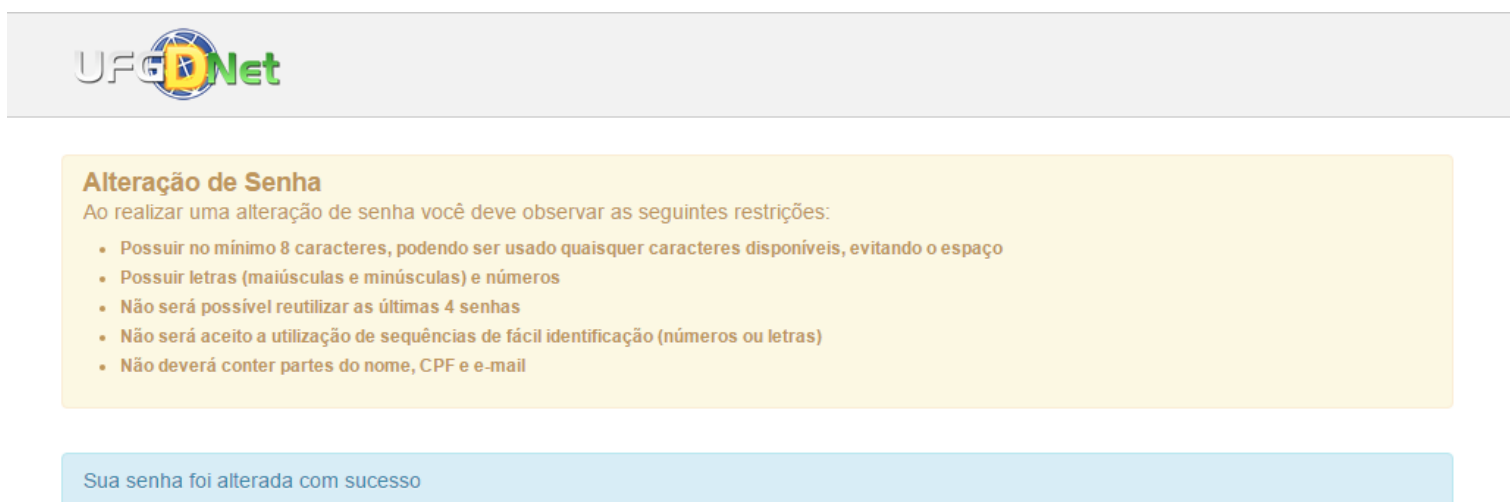 UFGDNet
Alteração de Senha
Ao realizar uma alteração de senha você deve observar as seguintes restrições:
• Possuir no mínimo 8 caracteres, podendo ser usado quaisquer caracteres disponíveis, evitando o espaço
• Possuir letras (maiúsculas e minúsculas) e números
• Não será possível reutilizar as últimas 4 senhas
• Não será aceito a utilização de sequências de fácil identificação (números ou letras)
• Não deverá conter partes do nome, CPF e e-mail
Sua senha foi alterada com sucesso